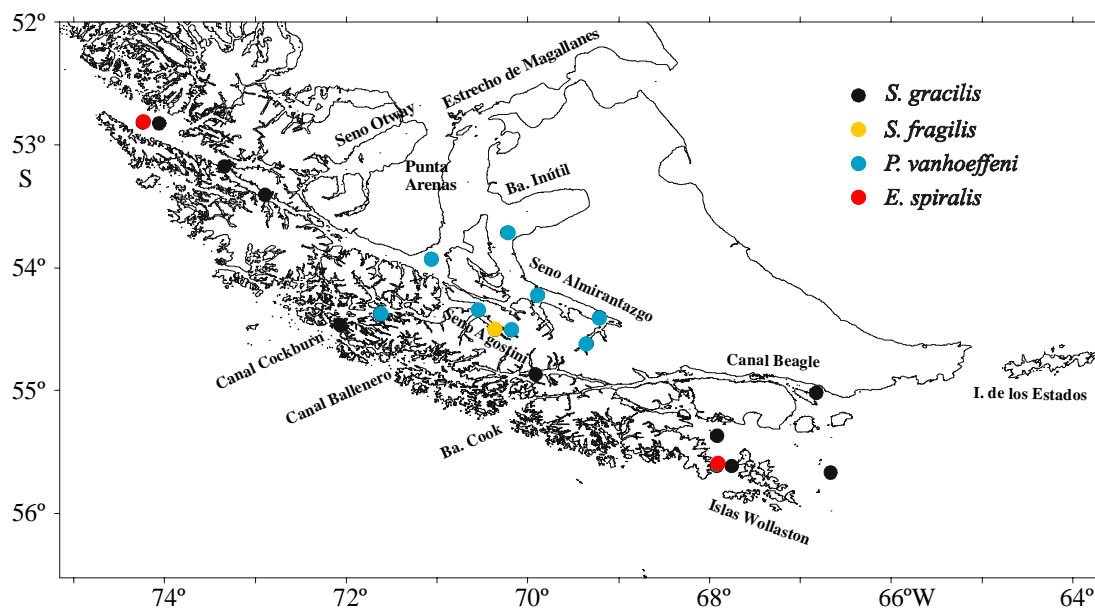 52º
53º
S
54º
55º
56º
74º
72º
70º
68º
66ºW
64º
Estrecho de Magallanes
Seno Otway
Punta
Arenas
Ba. Inútil
Seno Almirantazgo
Seno Agostini
Canal Cockburn
Canal Ballenero
Ba. Cook
Canal Beagle
I. de los Estados
Islas Wollaston
S. gracilis
S. fragilis
P. vanhoeffeni
E. spiralis